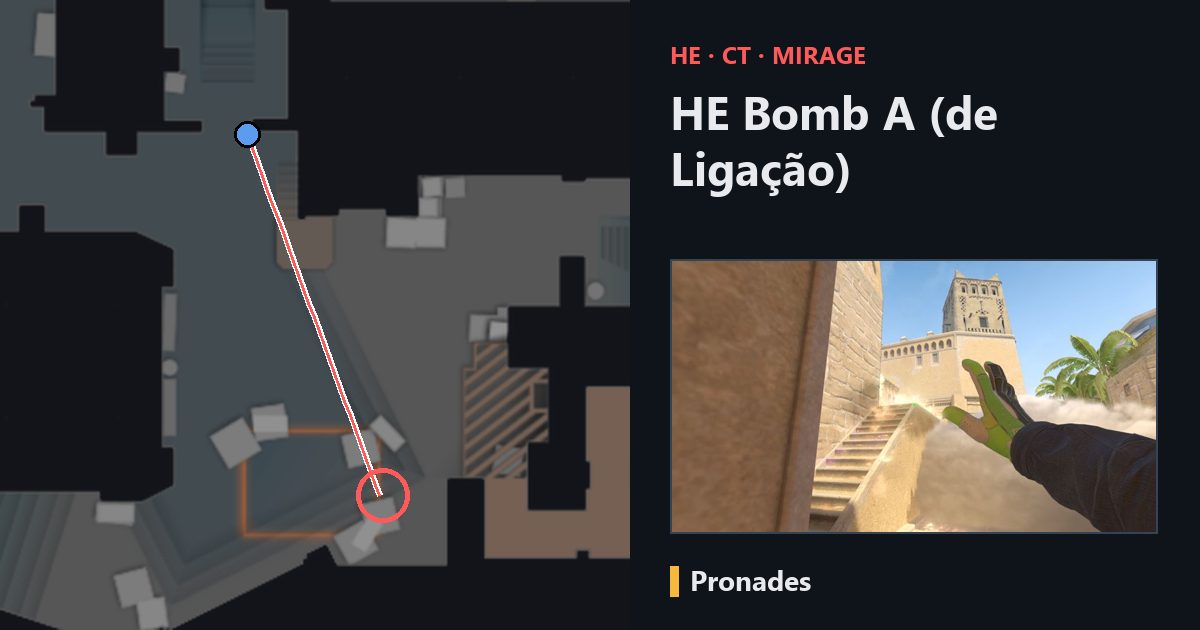 HE · CT · MIRAGE
HE Bomb A (de
Ligação)
Pronades